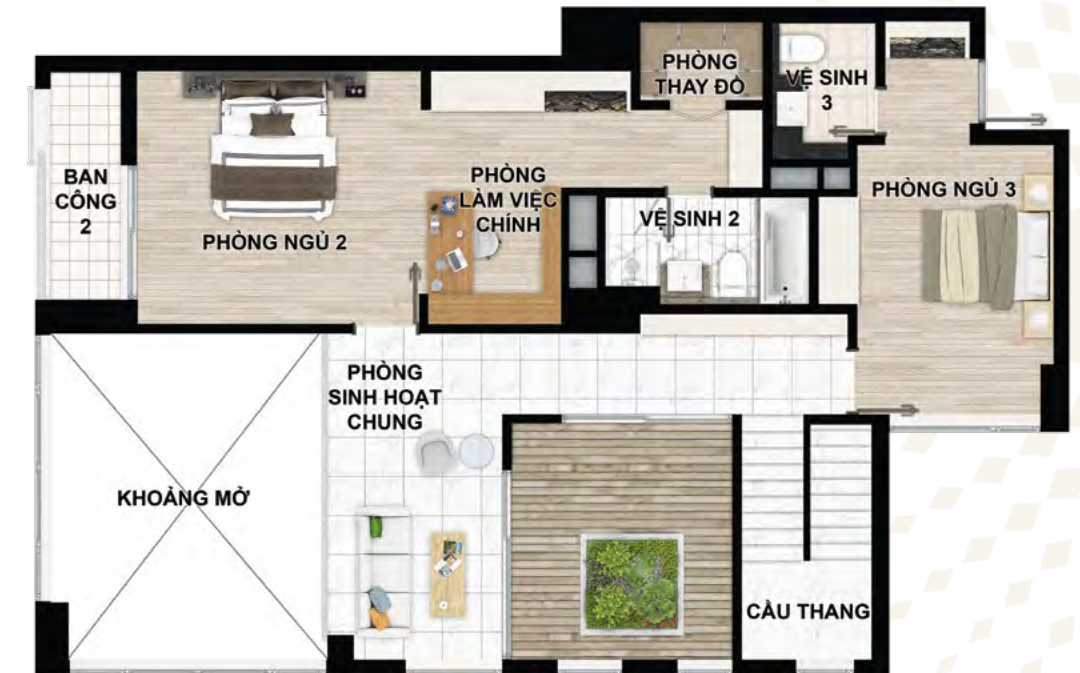 PHÒNG
THAY ĐỒ
VỆ SINH
3
BAN
CÔNG
2
PHÒNG NGỦ 2
PHÒNG
LÀM VIỆC
CHÍNH
VỆ SINH 2
PHÒNG NGỦ 3
PHÒNG
SINH HOẠT
CHUNG
KHOẢNG MỞ
CẦU THANG